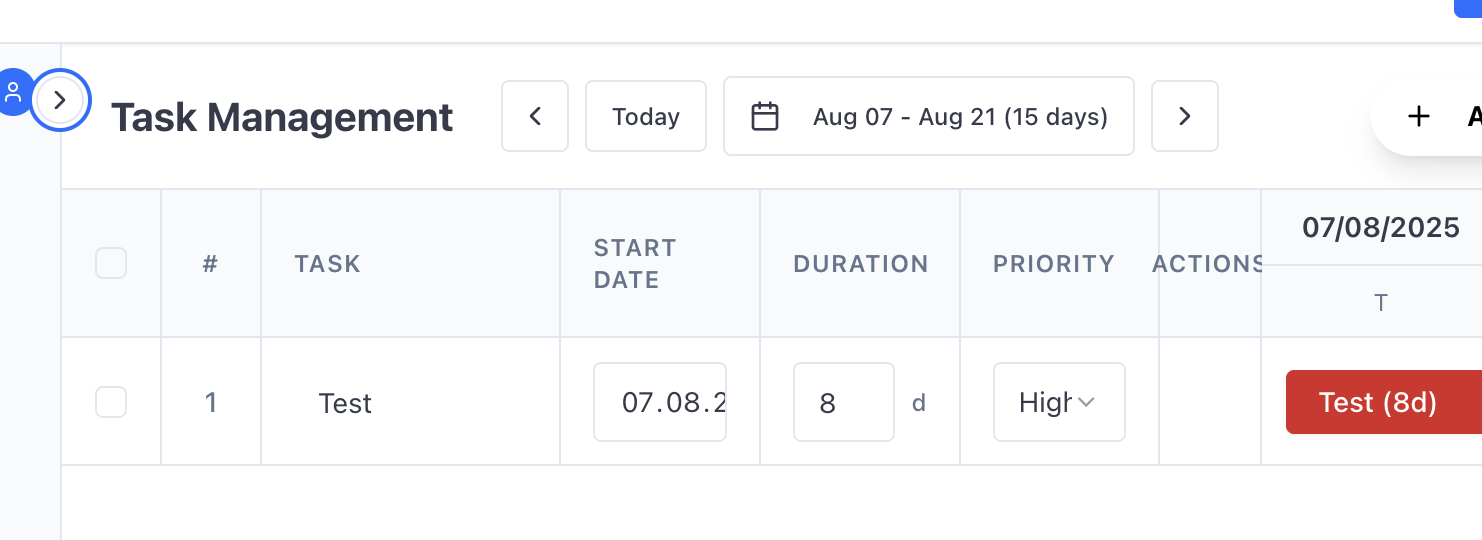 Task Management
Today
Aug 07 - Aug 21 (15 days)
#
TASK
START
DATE
DURATION
PRIORITY
ACTIONS
07/08/2025
T
1
Test
07.08.2
8
d
High
Test (8d)